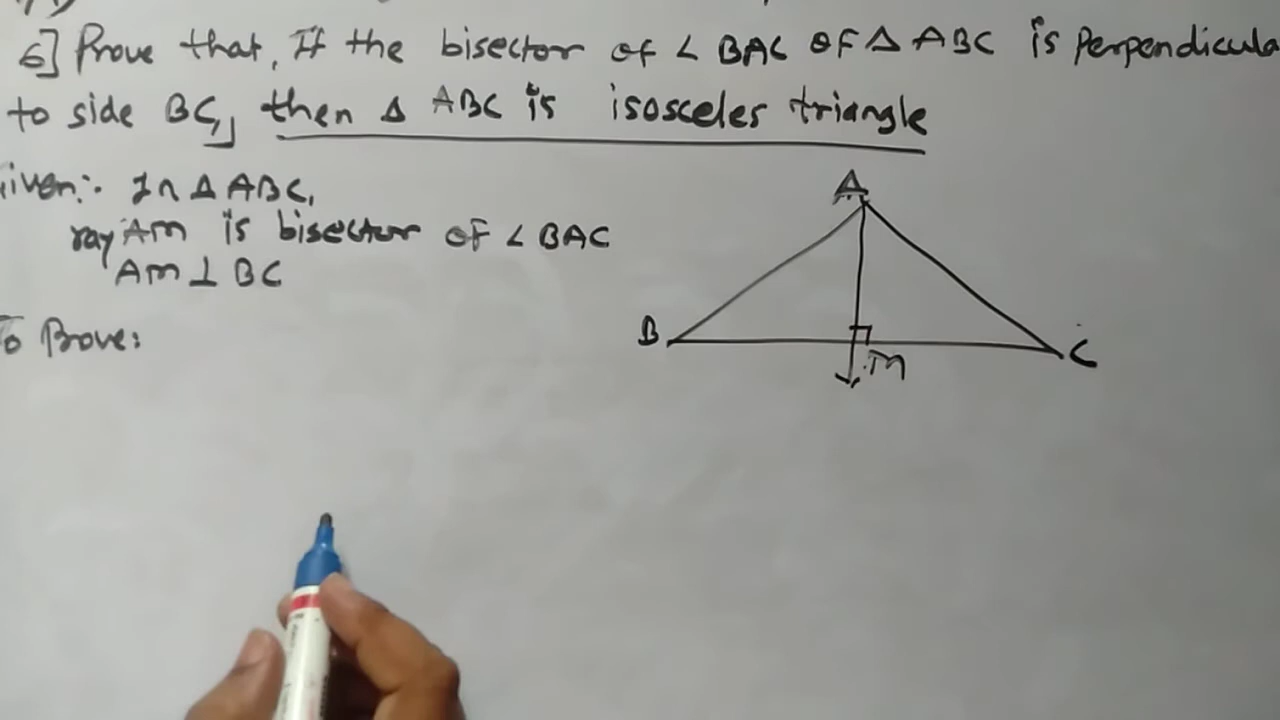 6] Prove that, If the bisector of ∠ BAC OF Δ ABC is Perpendicula
to side BC, then Δ ABC is isosceles triangle
iven:- In Δ ABC,
ray AM is bisector of ∠ BAC
AM ⊥ BC
To Prove:
A
B
M
C